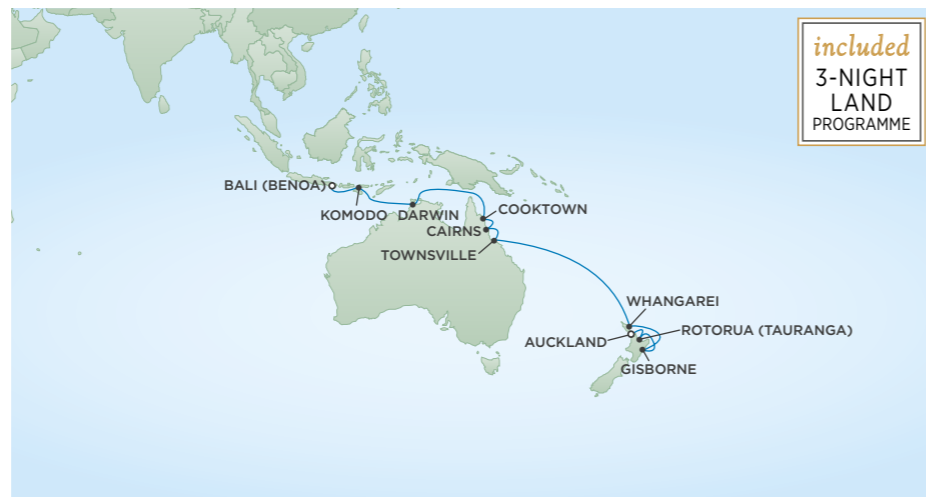 included
3-NIGHT
LAND
PROGRAMME
BALI (BENOA)
KOMODO
DARWIN
COOKTOWN
CAIRNS
TOWNSVILLE
WHANGAREI
AUCKLAND
ROTORUA (TAURANGA)
GISBORNE